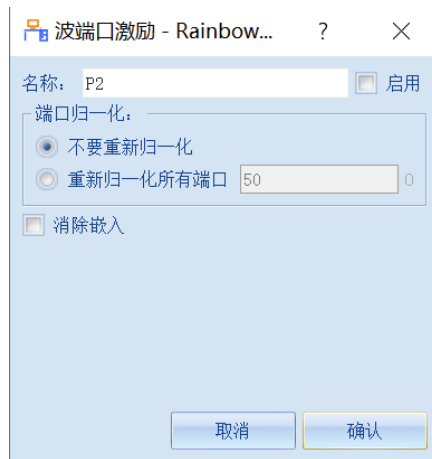 波端口激励 - Rainbow... ?
名称: P2 启用
端口归一化:
不要重新归一化
重新归一化所有端口 50 0
消除嵌入
取消 确认